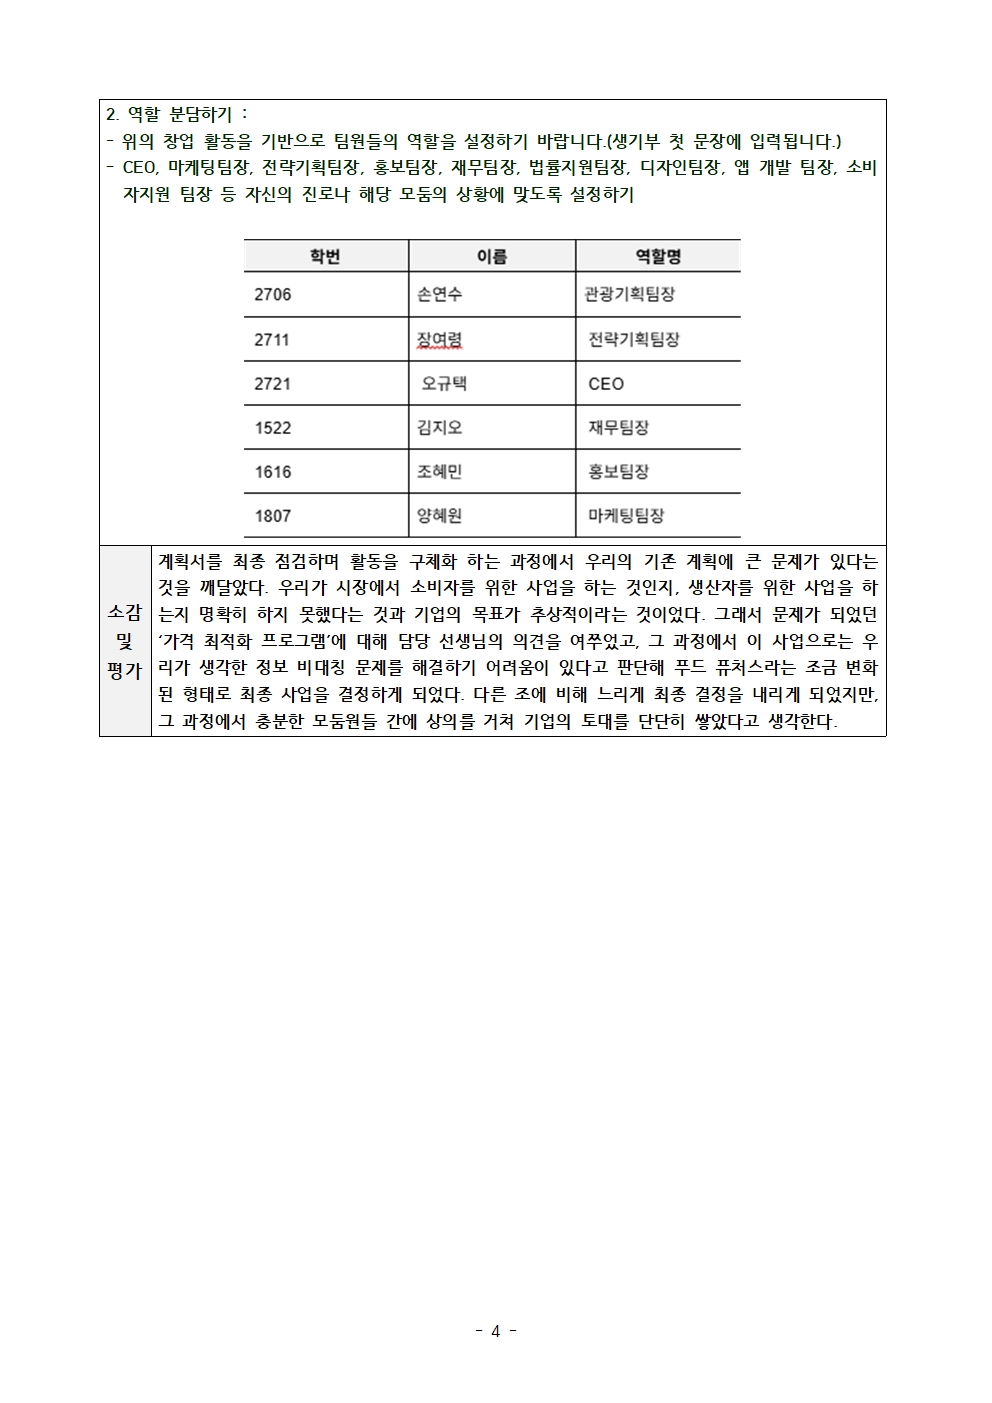 2. 역할 분담하기 :
- 위의 창업 활동을 기반으로 팀원들의 역할을 설정하기 바랍니다.(생기부 첫 문장에 입력됩니다.)
- CEO, 마케팅팀장, 전략기획팀장, 홍보팀장, 재무팀장, 법률지원팀장, 디자인팀장, 앱 개발 팀장, 소비
자지원 팀장 등 자신의 진로나 해당 모둠의 상황에 맞도록 설정하기
학번 이름 역할명
2706 손연수 관광기획팀장
2711 장여령 전략기획팀장
2721 오규택 CEO
1522 김지오 재무팀장
1616 조혜민 홍보팀장
1807 양혜원 마케팅팀장
소감
및
평가
계획서를 최종 점검하며 활동을 구체화 하는 과정에서 우리의 기존 계획에 큰 문제가 있다는
것을 깨달았다. 우리가 시장에서 소비자를 위한 사업을 하는 것인지, 생산자를 위한 사업을 하
는지 명확히 하지 못했다는 것과 기업의 목표가 추상적이라는 것이었다. 그래서 문제가 되었던
‘가격 최적화 프로그램’에 대해 담당 선생님의 의견을 여쭈었고, 그 과정에서 이 사업으로는 우
리가 생각한 정보 비대칭 문제를 해결하기 어려움이 있다고 판단해 푸드 퓨처스라는 조금 변화
된 형태로 최종 사업을 결정하게 되었다. 다른 조에 비해 느리게 최종 결정을 내리게 되었지만,
그 과정에서 충분한 모둠원들 간에 상의를 거쳐 기업의 토대를 단단히 쌓았다고 생각한다.
- 4 -